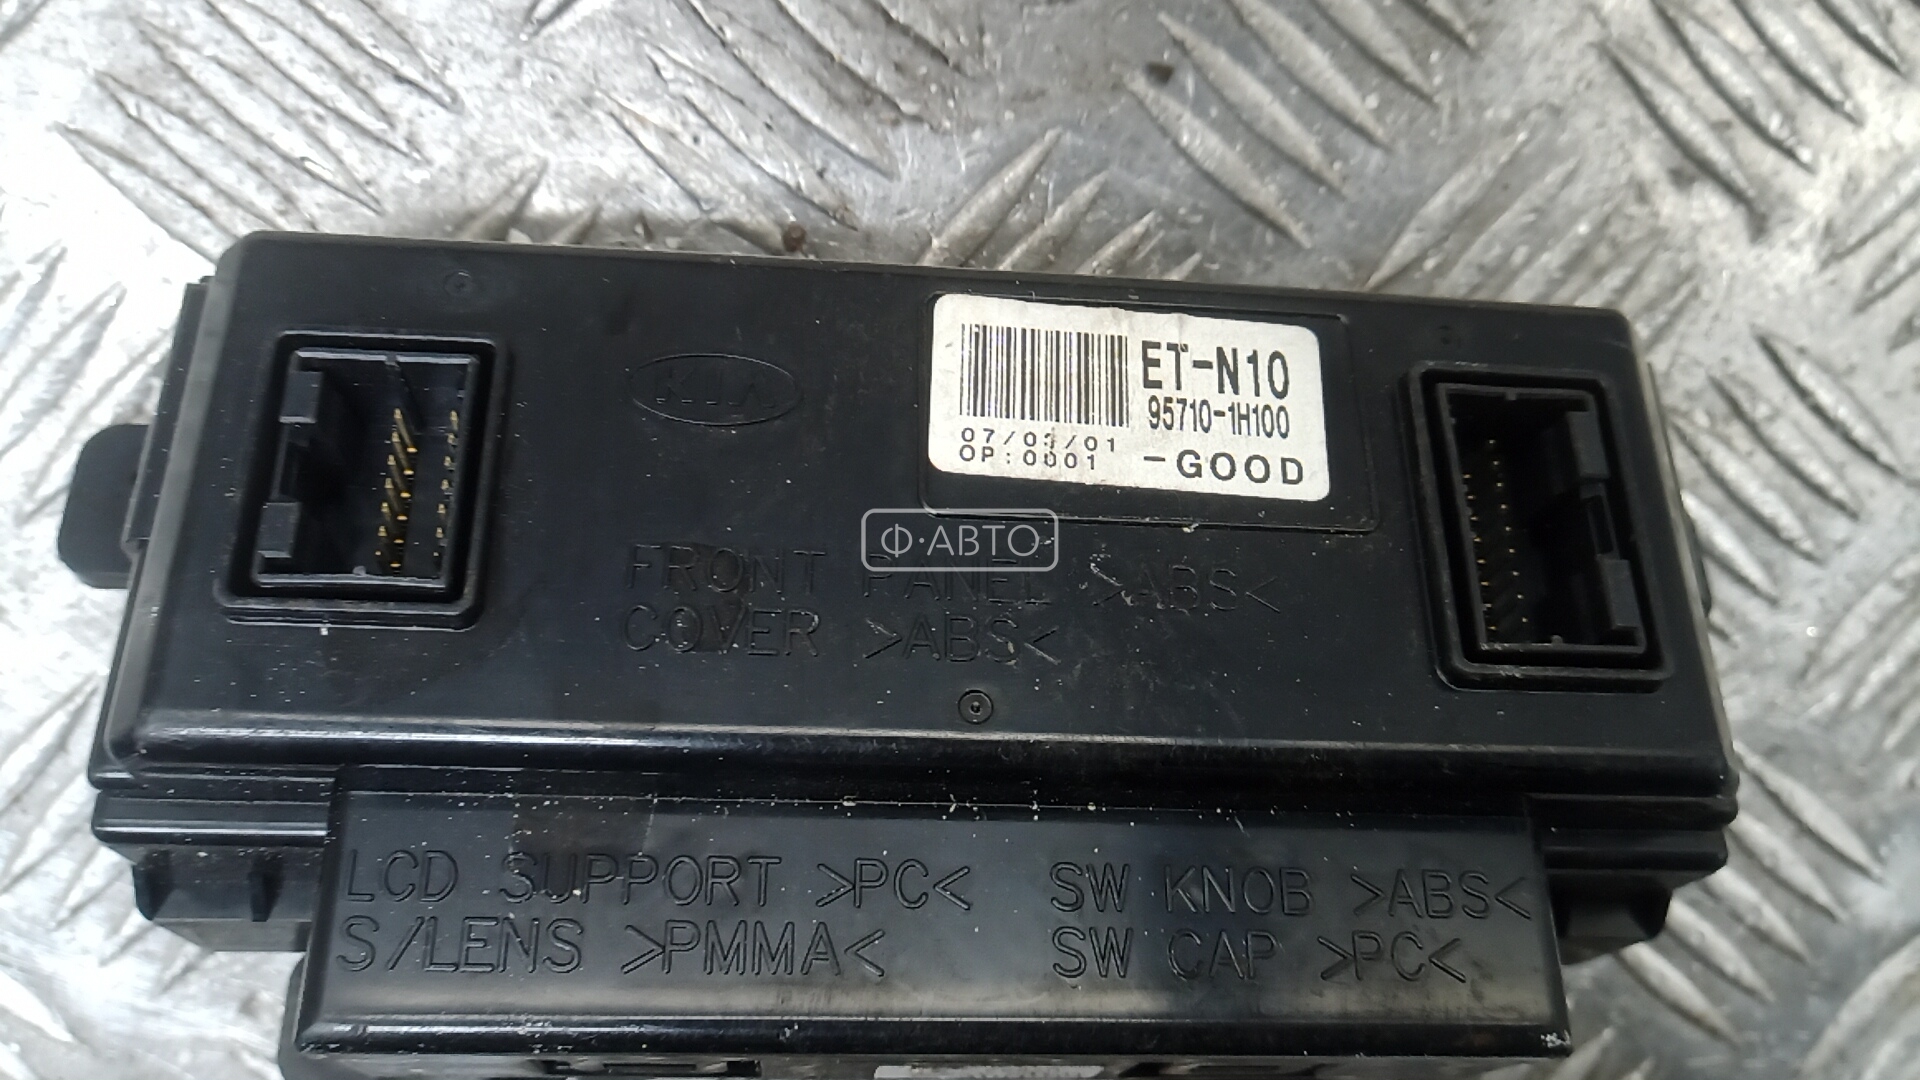 KIA
ET-N10
95710-1H100
07/03/01
OP:0001 -GOOD
Ф·АВТО
FRONT PANEL >ABS<
COVER >ABS<
LCD SUPPORT >PC< SW KNOB >ABS<
S/LENS >PMMA< SW CAP >PC<